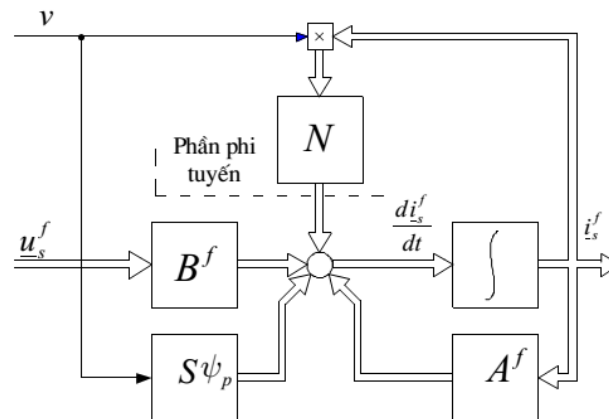 v
×
N
Phần phi
tuyến
u_s^f
B^f
di_s^f
dt
∫
i_s^f
Sψ_p
A^f